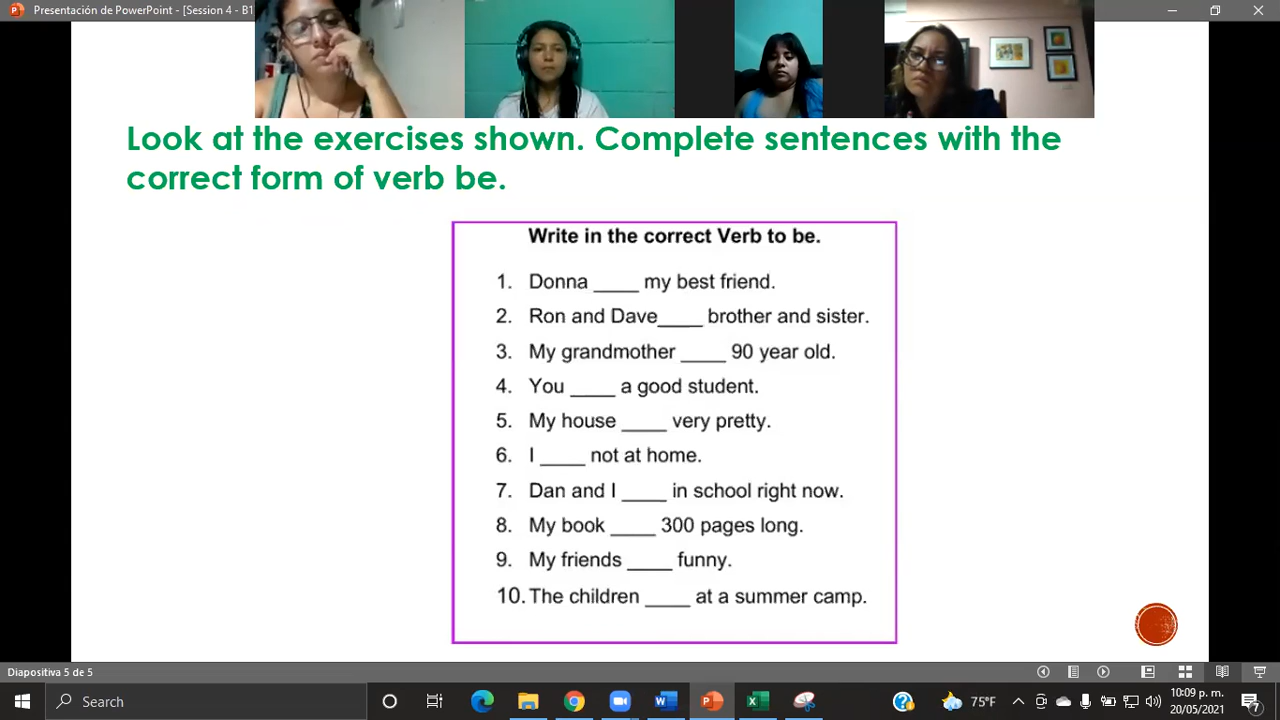 Presentación de PowerPoint - [Session 4 - B1
Look at the exercises shown. Complete sentences with the
correct form of verb be.
Write in the correct Verb to be.
1. Donna ____ my best friend.
2. Ron and Dave____ brother and sister.
3. My grandmother ____ 90 year old.
4. You ____ a good student.
5. My house ____ very pretty.
6. I ____ not at home.
7. Dan and I ____ in school right now.
8. My book ____ 300 pages long.
9. My friends ____ funny.
10. The children ____ at a summer camp.
Diapositiva 5 de 5
Search
75°F
10:09 p. m.
20/05/2021
7